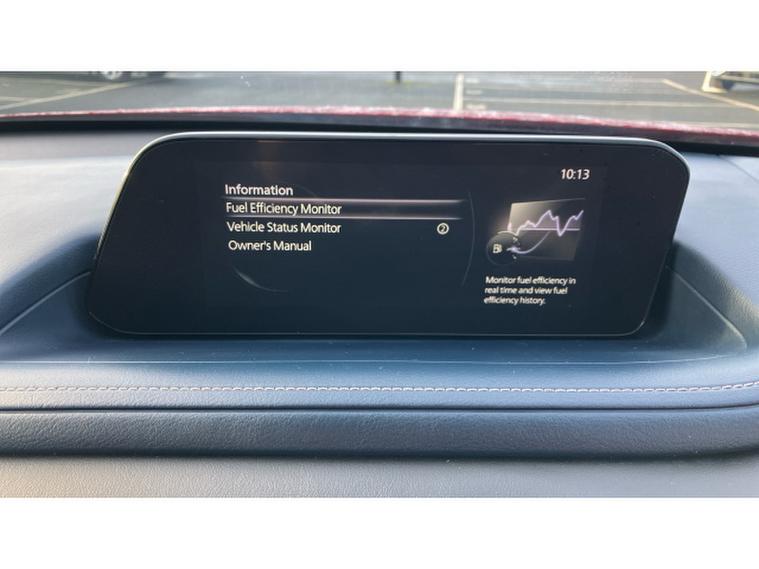 10:13
Information
Fuel Efficiency Monitor
Vehicle Status Monitor 2
Owner's Manual
Monitor fuel efficiency in
real time and view fuel
efficiency history.